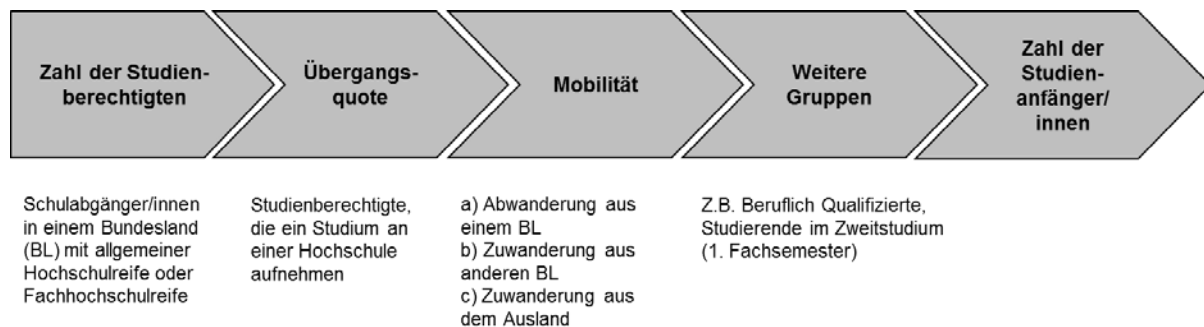 Zahl der Studien-
berechtigten
Übergangs-
quote
Mobilität
Weitere
Gruppen
Zahl der
Studien-
anfänger/
innen
Schulabgänger/innen
in einem Bundesland
(BL) mit allgemeiner
Hochschulreife oder
Fachhochschulreife
Studienberechtigte,
die ein Studium an
einer Hochschule
aufnehmen
a) Abwanderung aus
einem BL
b) Zuwanderung aus
anderen BL
c) Zuwanderung aus
dem Ausland
Z.B. Beruflich Qualifizierte,
Studierende im Zweitstudium
(1. Fachsemester)